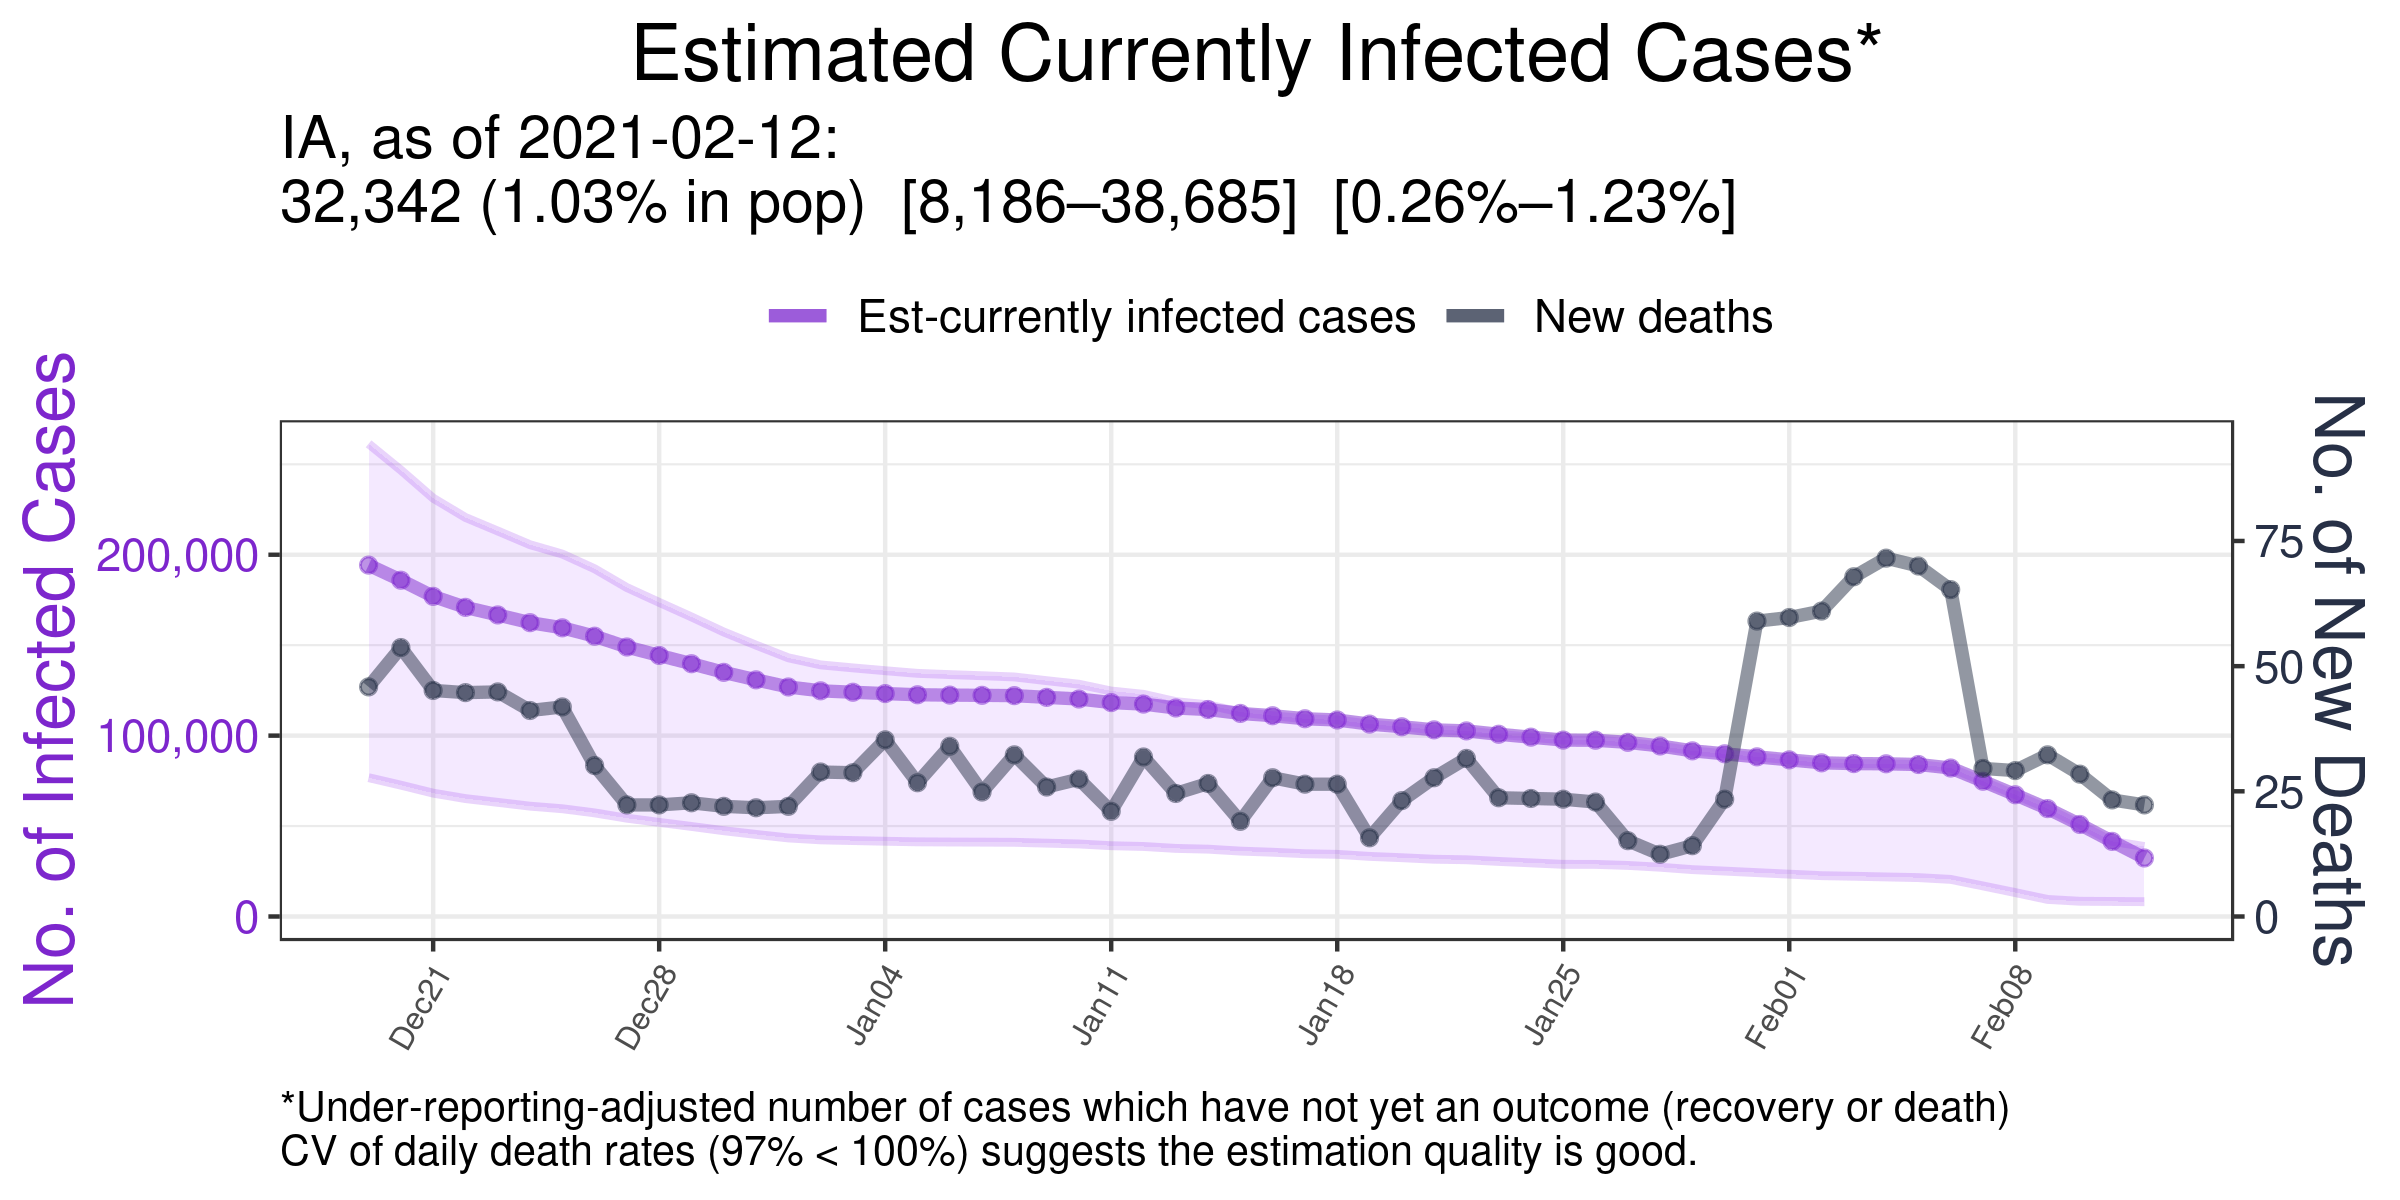 Estimated Currently Infected Cases*
IA, as of 2021-02-12:
32,342 (1.03% in pop) [8,186–38,685] [0.26%–1.23%]
Est-currently infected cases New deaths
No. of Infected Cases
200,000
100,000
0
75
50
25
0
No. of New Deaths
Dec21 Dec28 Jan04 Jan11 Jan18 Jan25 Feb01 Feb08
*Under-reporting-adjusted number of cases which have not yet an outcome (recovery or death)
CV of daily death rates (97% < 100%) suggests the estimation quality is good.